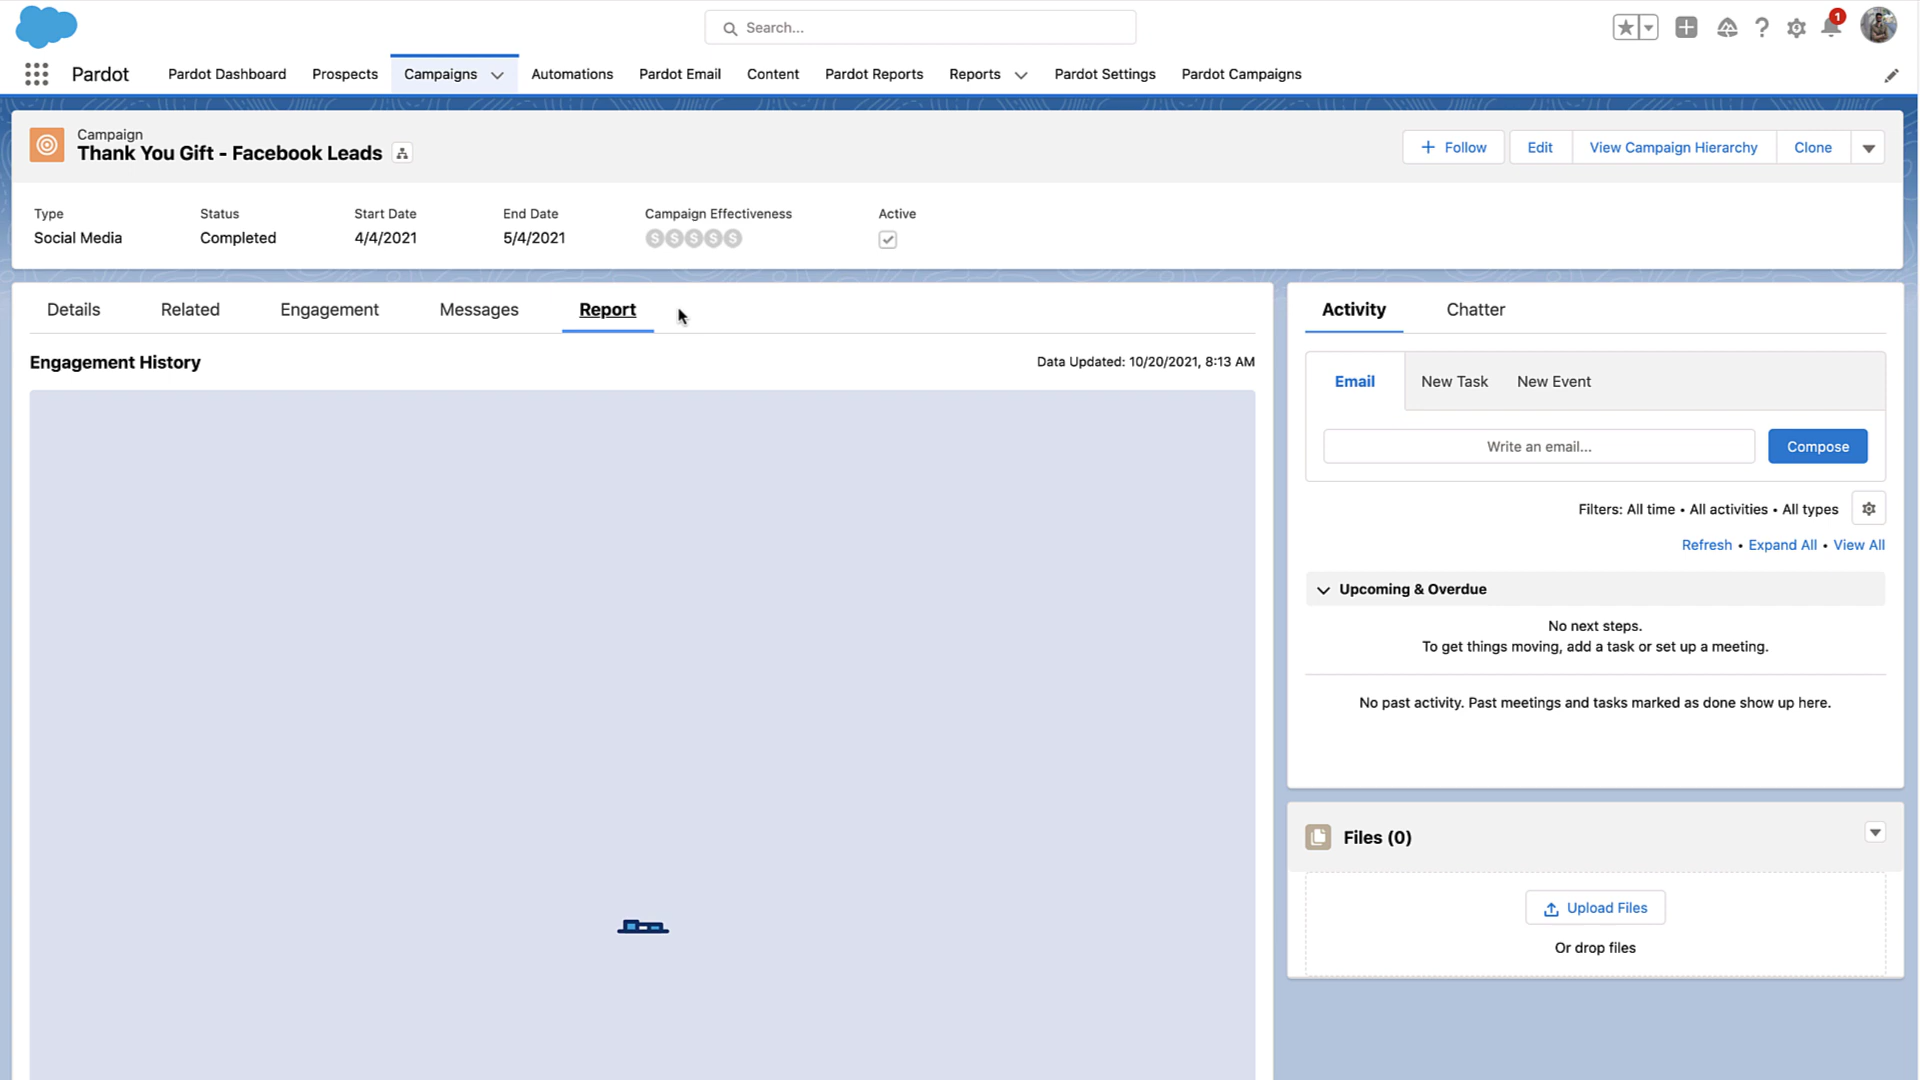 Search...
1
Pardot
Pardot Dashboard
Prospects
Campaigns
Automations
Pardot Email
Content
Pardot Reports
Reports
Pardot Settings
Pardot Campaigns
Campaign
Thank You Gift - Facebook Leads
+ Follow
Edit
View Campaign Hierarchy
Clone
Type
Social Media
Status
Completed
Start Date
4/4/2021
End Date
5/4/2021
Campaign Effectiveness
Active
Details
Related
Engagement
Messages
Report
Engagement History
Data Updated: 10/20/2021, 8:13 AM
Activity
Chatter
Email
New Task
New Event
Write an email...
Compose
Filters: All time • All activities • All types
Refresh • Expand All • View All
Upcoming & Overdue
No next steps.
To get things moving, add a task or set up a meeting.
No past activity. Past meetings and tasks marked as done show up here.
Files (0)
Upload Files
Or drop files